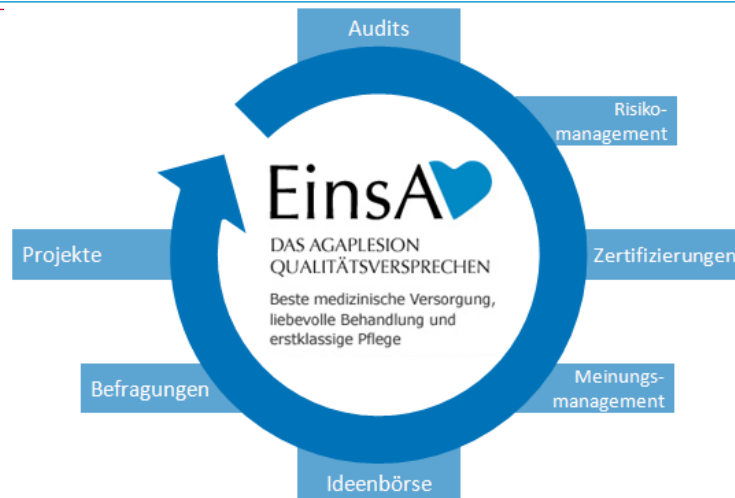 Audits
Risiko-
management
Zertifizierungen
Meinungs-
management
Ideenbörse
Befragungen
Projekte
EinsA
DAS AGAPLESION
QUALITÄTSVERSPRECHEN
Beste medizinische Versorgung,
liebevolle Behandlung und
erstklassige Pflege